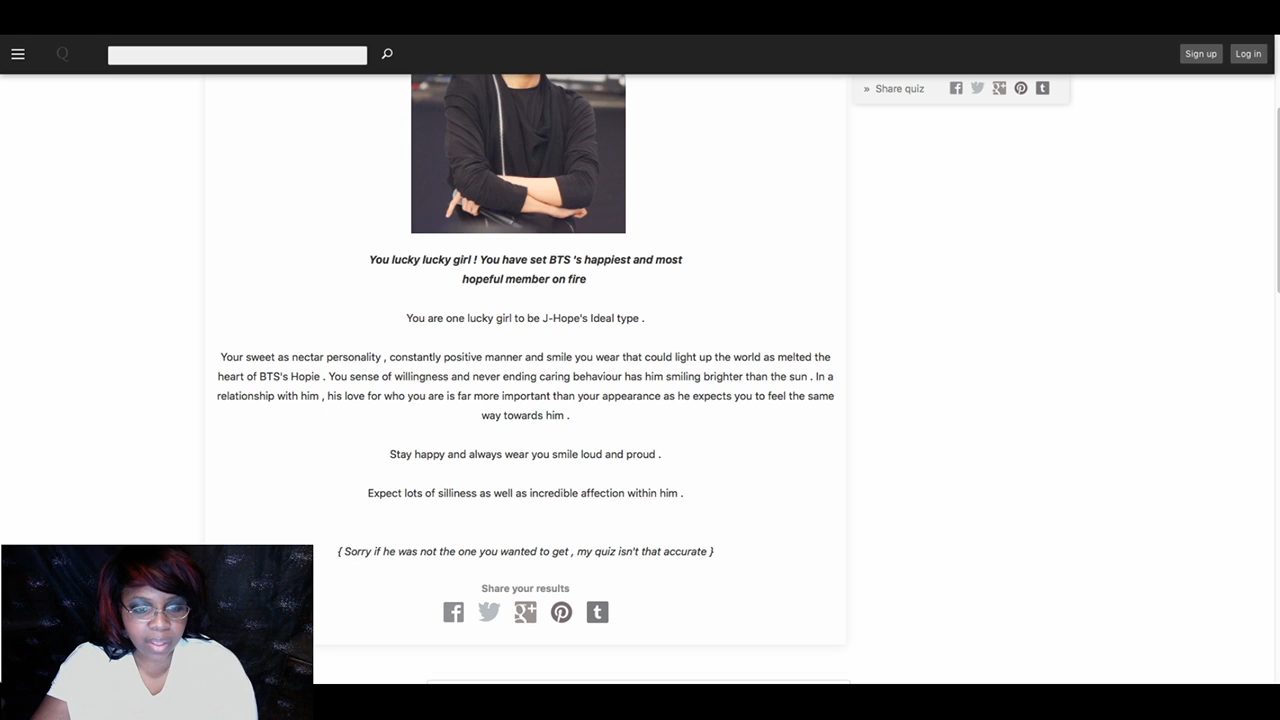 Q
Sign up
Log in
» Share quiz
You lucky lucky girl ! You have set BTS 's happiest and most
hopeful member on fire
You are one lucky girl to be J-Hope's Ideal type .
Your sweet as nectar personality , constantly positive manner and smile you wear that could light up the world as melted the
heart of BTS's Hopie . You sense of willingness and never ending caring behaviour has him smiling brighter than the sun . In a
relationship with him , his love for who you are is far more important than your appearance as he expects you to feel the same
way towards him .
Stay happy and always wear you smile loud and proud .
Expect lots of silliness as well as incredible affection within him .
{ Sorry if he was not the one you wanted to get , my quiz isn't that accurate }
Share your results